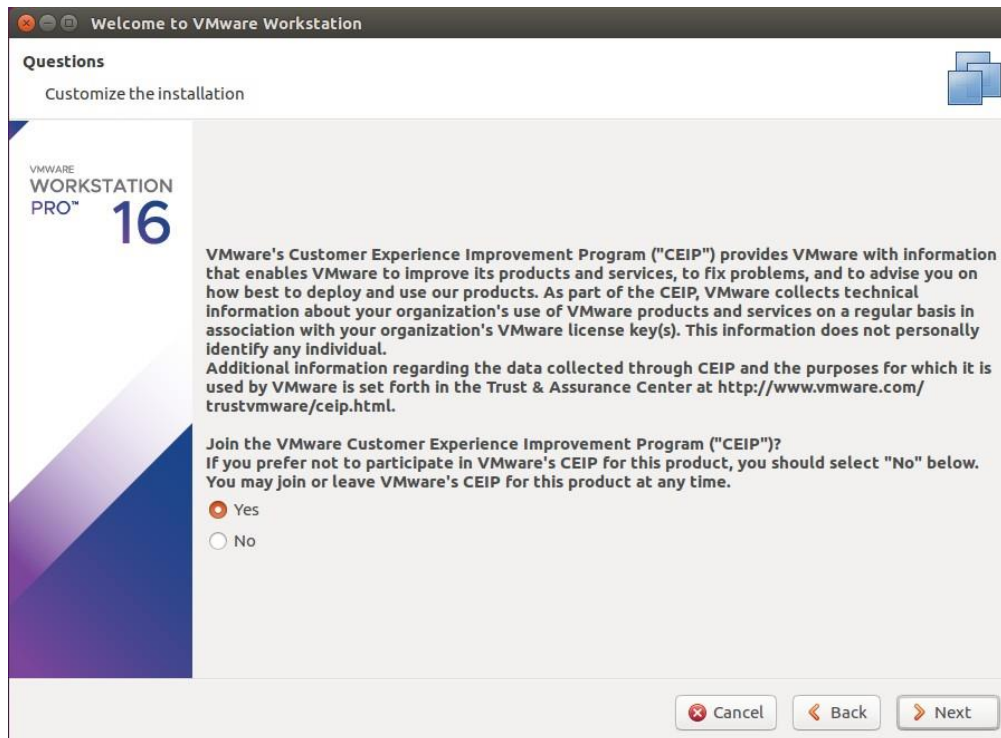 Welcome to VMware Workstation
Questions
Customize the installation
VMWARE
WORKSTATION
PRO™ 16
VMware's Customer Experience Improvement Program ("CEIP") provides VMware with information
that enables VMware to improve its products and services, to fix problems, and to advise you on
how best to deploy and use our products. As part of the CEIP, VMware collects technical
information about your organization's use of VMware products and services on a regular basis in
association with your organization's VMware license key(s). This information does not personally
identify any individual.
Additional information regarding the data collected through CEIP and the purposes for which it is
used by VMware is set forth in the Trust & Assurance Center at http://www.vmware.com/
trustvmware/ceip.html.
Join the VMware Customer Experience Improvement Program ("CEIP")?
If you prefer not to participate in VMware's CEIP for this product, you should select "No" below.
You may join or leave VMware's CEIP for this product at any time.
Yes
No
Cancel Back Next